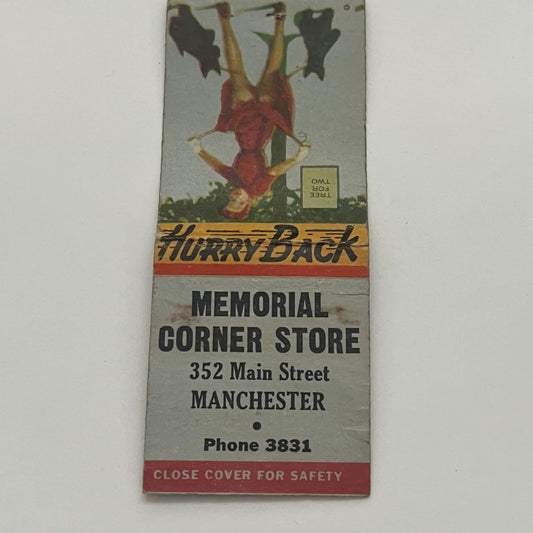 TREE
FOR
TWO
HURRY BACK
MEMORIAL
CORNER STORE
352 Main Street
MANCHESTER
•
Phone 3831
CLOSE COVER FOR SAFETY